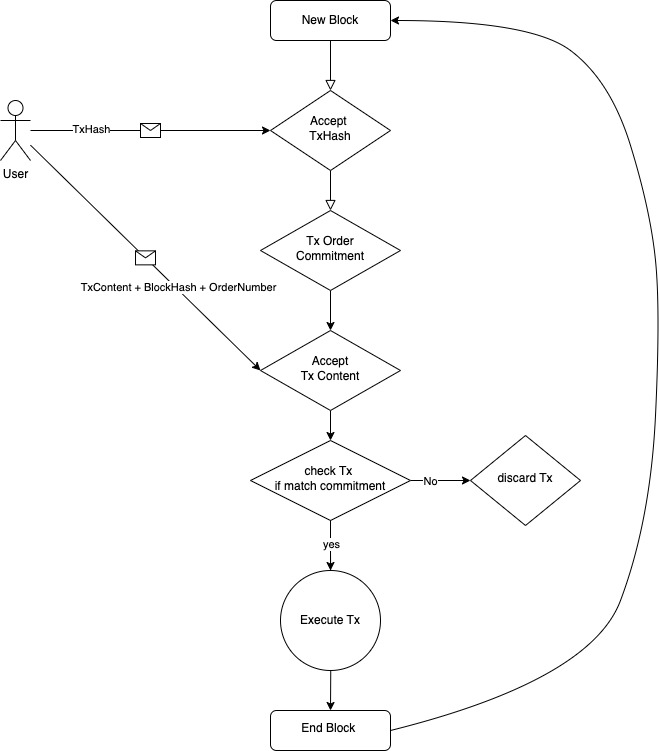 New Block
Accept
TxHash
TxHash
User
Tx Order
Commitment
TxContent + BlockHash + OrderNumber
Accept
Tx Content
check Tx
if match commitment
No
discard Tx
yes
Execute Tx
End Block